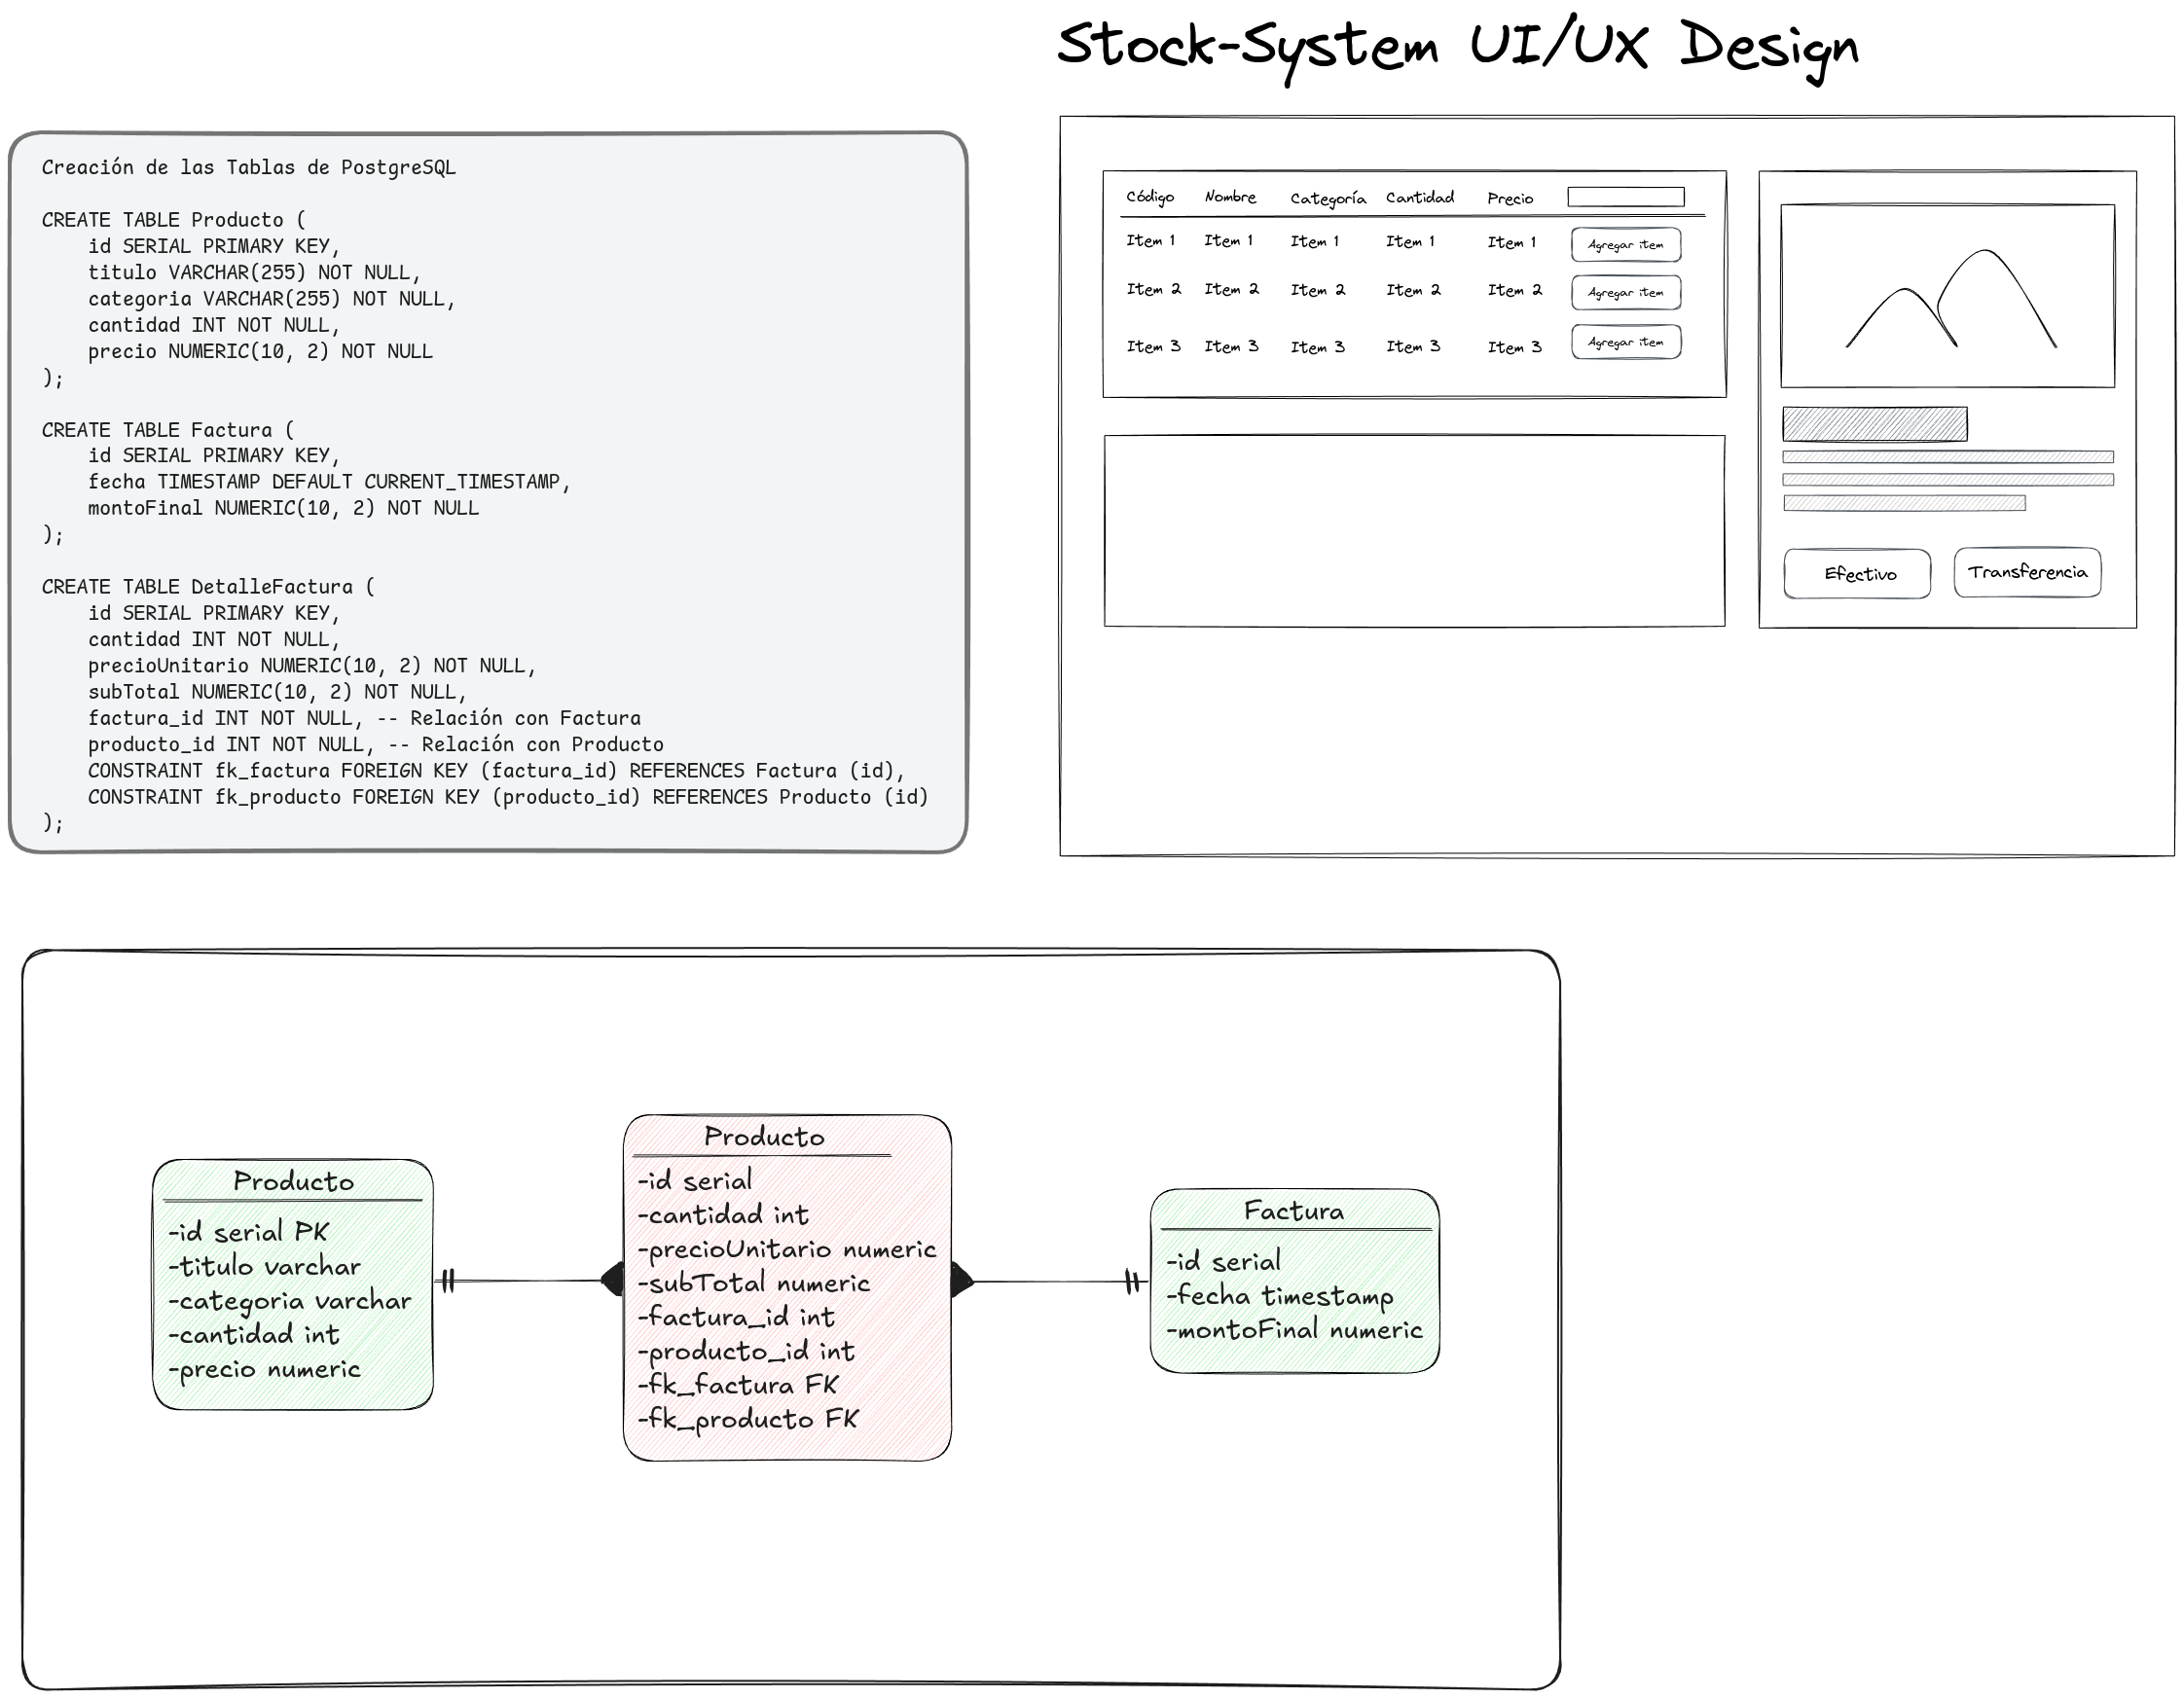 Stock-System UI/UX Design
Creación de las Tablas de PostgreSQL
CREATE TABLE Producto (
id SERIAL PRIMARY KEY,
titulo VARCHAR(255) NOT NULL,
categoria VARCHAR(255) NOT NULL,
cantidad INT NOT NULL,
precio NUMERIC(10, 2) NOT NULL
);
CREATE TABLE Factura (
id SERIAL PRIMARY KEY,
fecha TIMESTAMP DEFAULT CURRENT_TIMESTAMP,
montoFinal NUMERIC(10, 2) NOT NULL
);
CREATE TABLE DetalleFactura (
id SERIAL PRIMARY KEY,
cantidad INT NOT NULL,
precioUnitario NUMERIC(10, 2) NOT NULL,
subTotal NUMERIC(10, 2) NOT NULL,
factura_id INT NOT NULL, -- Relación con Factura
producto_id INT NOT NULL, -- Relación con Producto
CONSTRAINT fk_factura FOREIGN KEY (factura_id) REFERENCES Factura (id),
CONSTRAINT fk_producto FOREIGN KEY (producto_id) REFERENCES Producto (id)
);
Código Nombre Categoría Cantidad Precio
Item 1 Item 1 Item 1 Item 1 Item 1 Agregar item
Item 2 Item 2 Item 2 Item 2 Item 2 Agregar item
Item 3 Item 3 Item 3 Item 3 Item 3 Agregar item
Efectivo Transferencia
Producto
-id serial PK
-titulo varchar
-categoria varchar
-cantidad int
-precio numeric
Producto
-id serial
-cantidad int
-precioUnitario numeric
-subTotal numeric
-factura_id int
-producto_id int
-fk_factura FK
-fk_producto FK
Factura
-id serial
-fecha timestamp
-montoFinal numeric